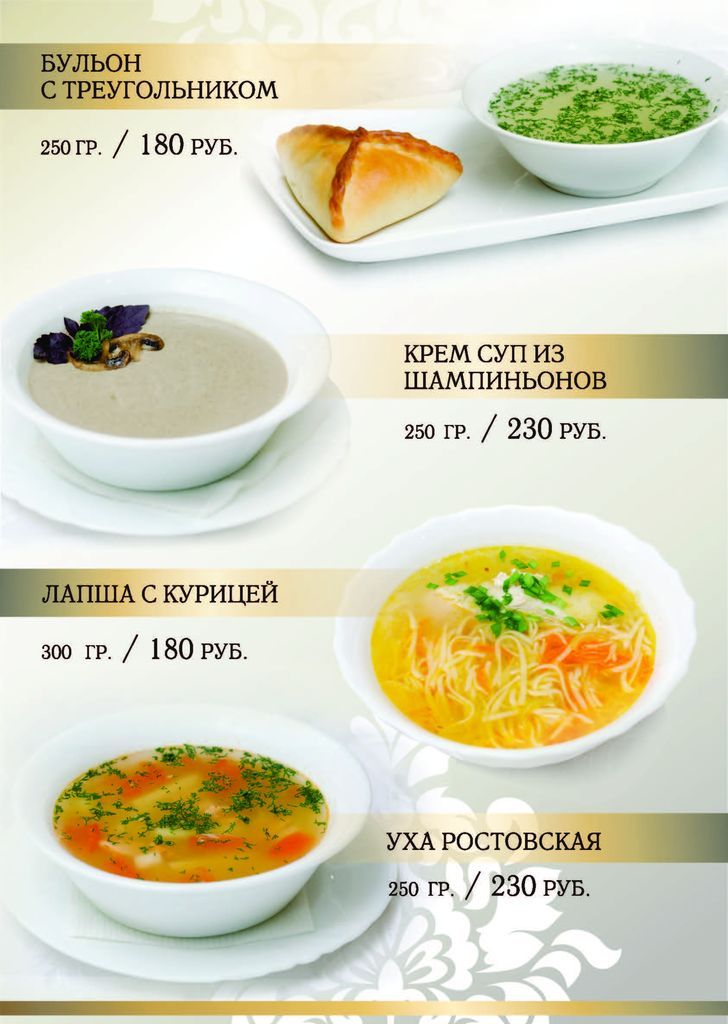 БУЛЬОН
С ТРЕУГОЛЬНИКОМ
250 ГР. / 180 РУБ.
КРЕМ СУП ИЗ
ШАМПИНЬОНОВ
250 ГР. / 230 РУБ.
ЛАПША С КУРИЦЕЙ
300 ГР. / 180 РУБ.
УХА РОСТОВСКАЯ
250 ГР. / 230 РУБ.